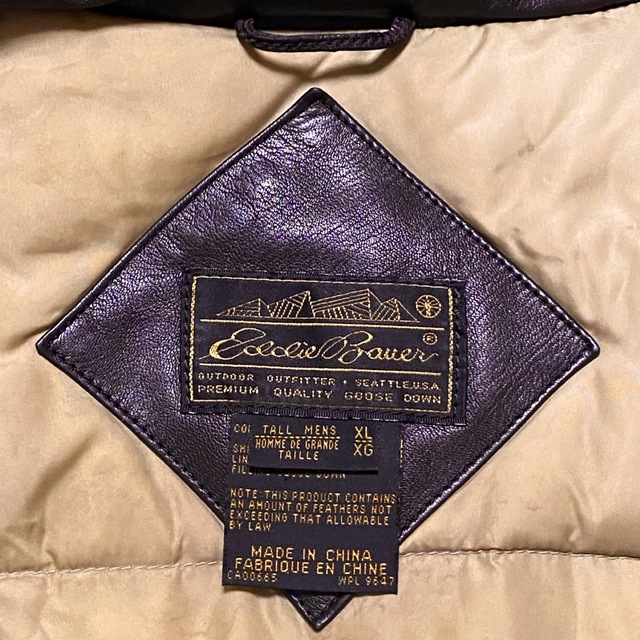 Eddie Bauer®
OUTDOOR OUTFITTER • SEATTLE, U.S.A.
PREMIUM QUALITY GOOSE DOWN
TALL MENS XL
HOMME DE GRANDE TAILLE XG
NOTE: THIS PRODUCT CONTAINS
AN AMOUNT OF FEATHERS NOT
EXCEEDING THAT ALLOWABLE
BY LAW.
MADE IN CHINA
FABRIQUE EN CHINE
CA00665 WPL 9647